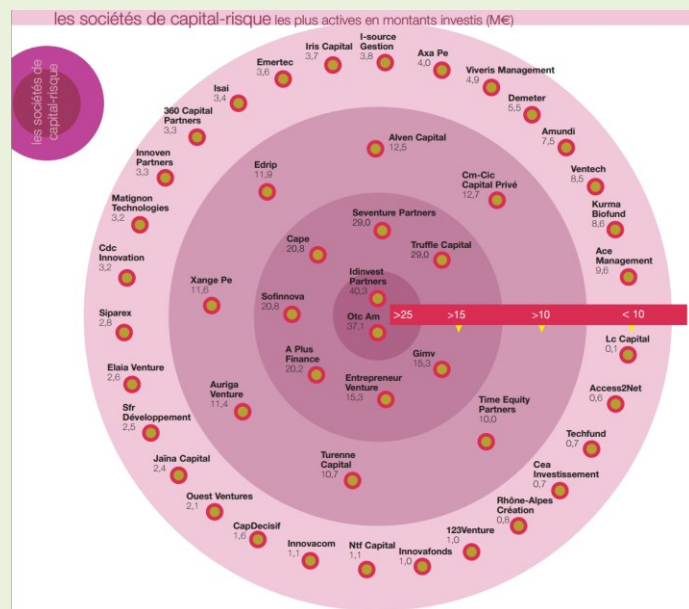 les sociétés de capital-risque les plus actives en montants investis (M€)
les sociétés de
capital-risque
I-source
Gestion
3,8
Axa Pe
4,0
Viveris Management
4,9
Demeter
5,5
Amundi
7,5
Ventech
8,5
Kurma
Biofund
8,6
Ace
Management
9,6
Iris Capital
3,7
Emertec
3,6
Isai
3,4
360 Capital
Partners
3,3
Innoven
Partners
3,3
Matignon
Technologies
3,2
Cdc
Innovation
3,2
Siparex
2,8
Elaia Venture
2,6
Sfr
Développement
2,5
Jaïna Capital
2,4
Ouest Ventures
2,1
CapDecisif
1,6
Innovacom
1,1
Ntf Capital
1,1
Innovafonds
1,0
123Venture
1,0
Rhône-Alpes
Création
0,8
Cea
Investissement
0,7
Techfund
0,7
Access2Net
0,6
Lc Capital
0,1
Alven Capital
12,5
Cm-Cic
Capital Privé
12,7
Edrip
11,9
Xange Pe
11,6
Auriga
Venture
11,4
Turenne
Capital
10,7
Time Equity
Partners
10,0
Seventure Partners
29,0
Truffle Capital
29,0
Cape
20,8
Sofinnova
20,8
A Plus
Finance
20,2
Entrepreneur
Venture
15,3
Gimv
15,3
Idinvest
Partners
40,3
Otc Am
37,1
>25 >15 >10 < 10